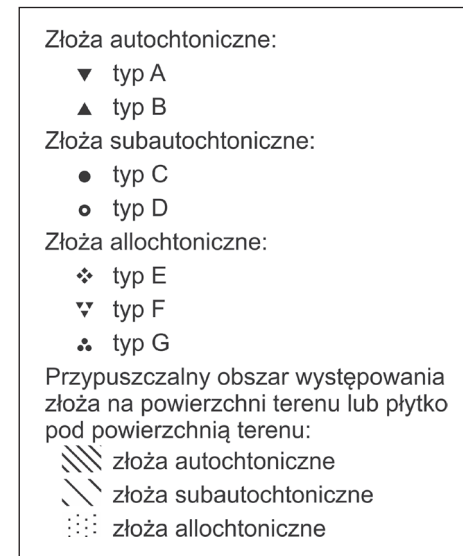 Złoża autochtoniczne:
typ A
typ B
Złoża subautochtoniczne:
typ C
typ D
Złoża allochtoniczne:
typ E
typ F
typ G
Przypuszczalny obszar występowania
złoża na powierzchni terenu lub płytko
pod powierzchnią terenu:
złoża autochtoniczne
złoża subautochtoniczne
złoża allochtoniczne